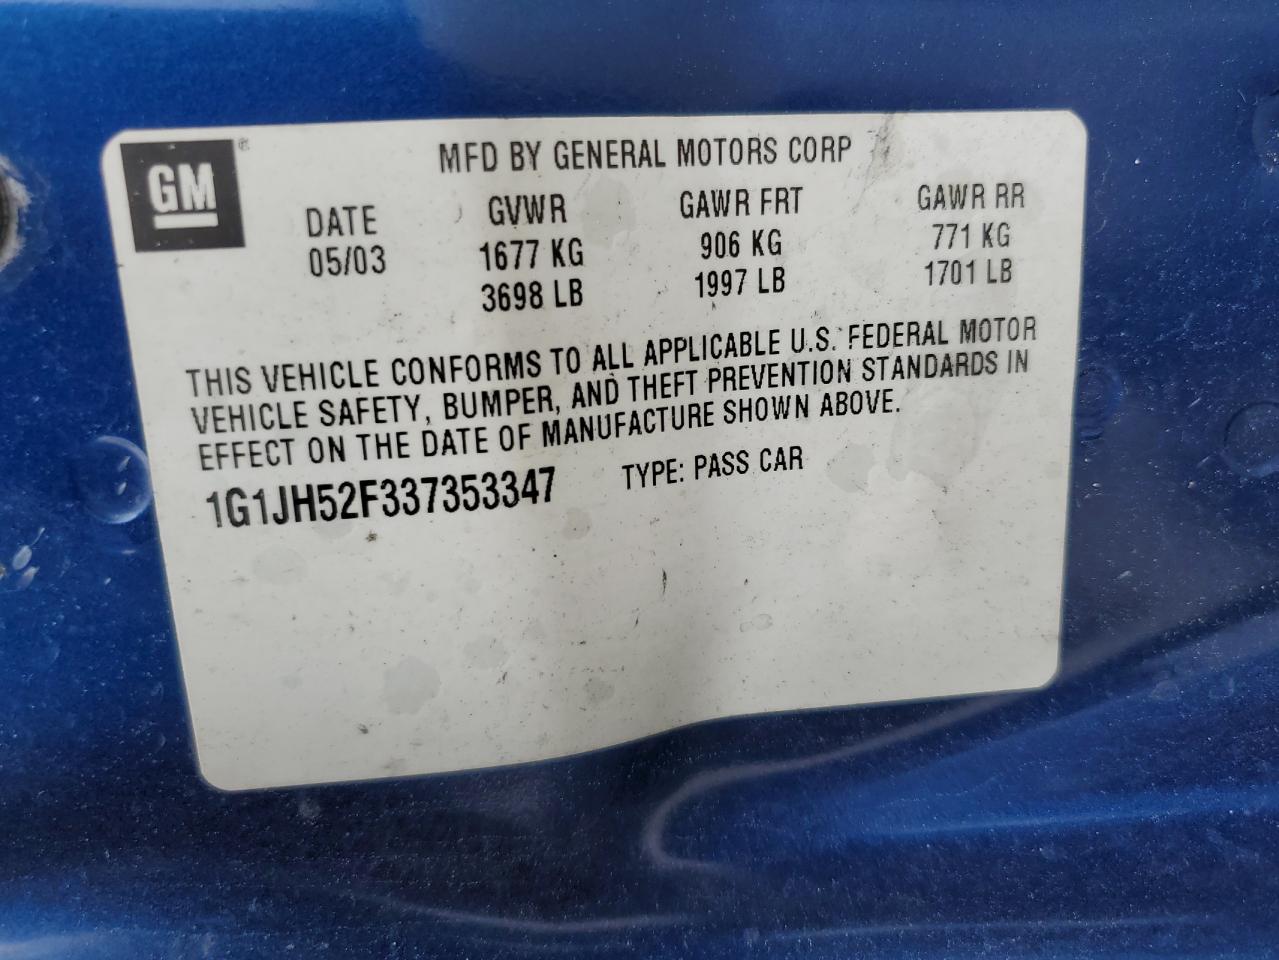 GM ®
MFD BY GENERAL MOTORS CORP
DATE GVWR GAWR FRT GAWR RR
05/03 1677 KG 906 KG 771 KG
3698 LB 1997 LB 1701 LB
THIS VEHICLE CONFORMS TO ALL APPLICABLE U.S. FEDERAL MOTOR
VEHICLE SAFETY, BUMPER, AND THEFT PREVENTION STANDARDS IN
EFFECT ON THE DATE OF MANUFACTURE SHOWN ABOVE.
1G1JH52F337353347 TYPE: PASS CAR